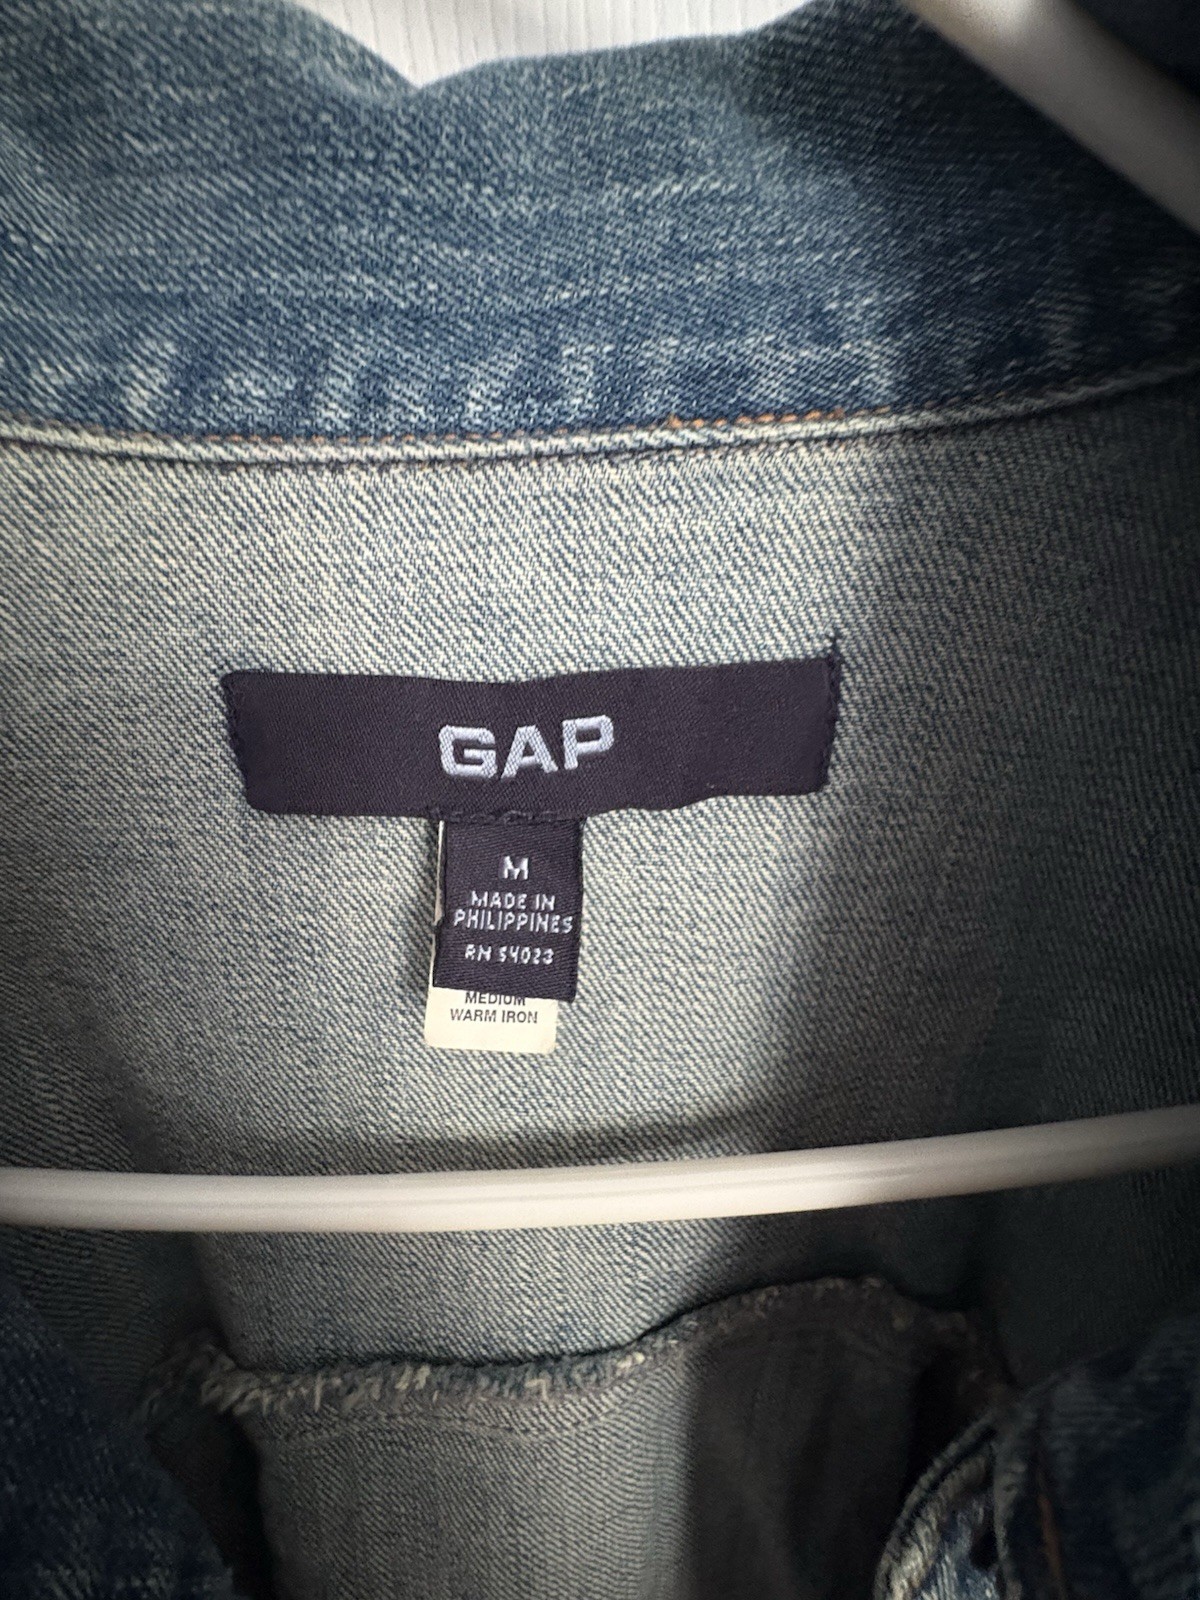 GAP
M
MADE IN
PHILIPPINES
RN 54023
MEDIUM
WARM IRON